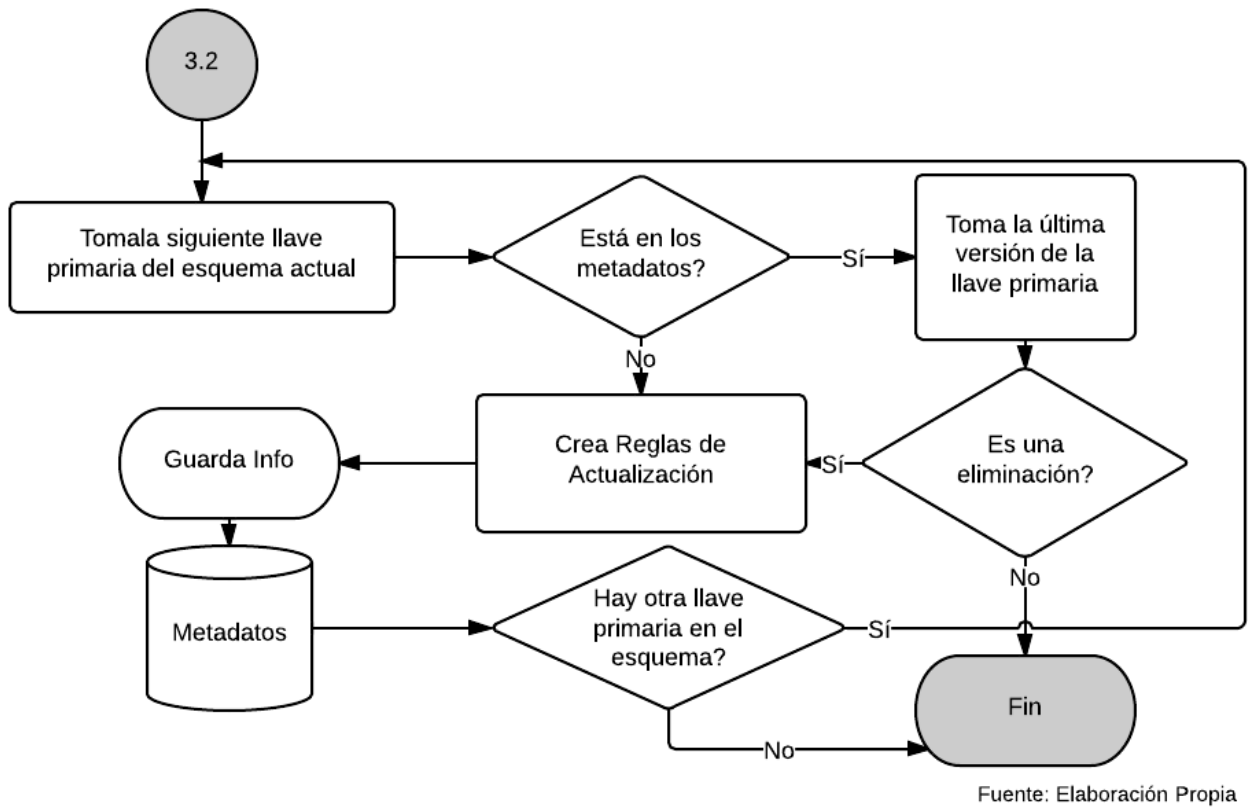 3.2
Tomala siguiente llave
primaria del esquema actual
Está en los
metadatos?
Sí
Toma la última
versión de la
llave primaria
No
Es una
eliminación?
Sí
Crea Reglas de
Actualización
Guarda Info
No
Metadatos
Hay otra llave
primaria en el
esquema?
Sí
No
Fin
Fuente: Elaboración Propia